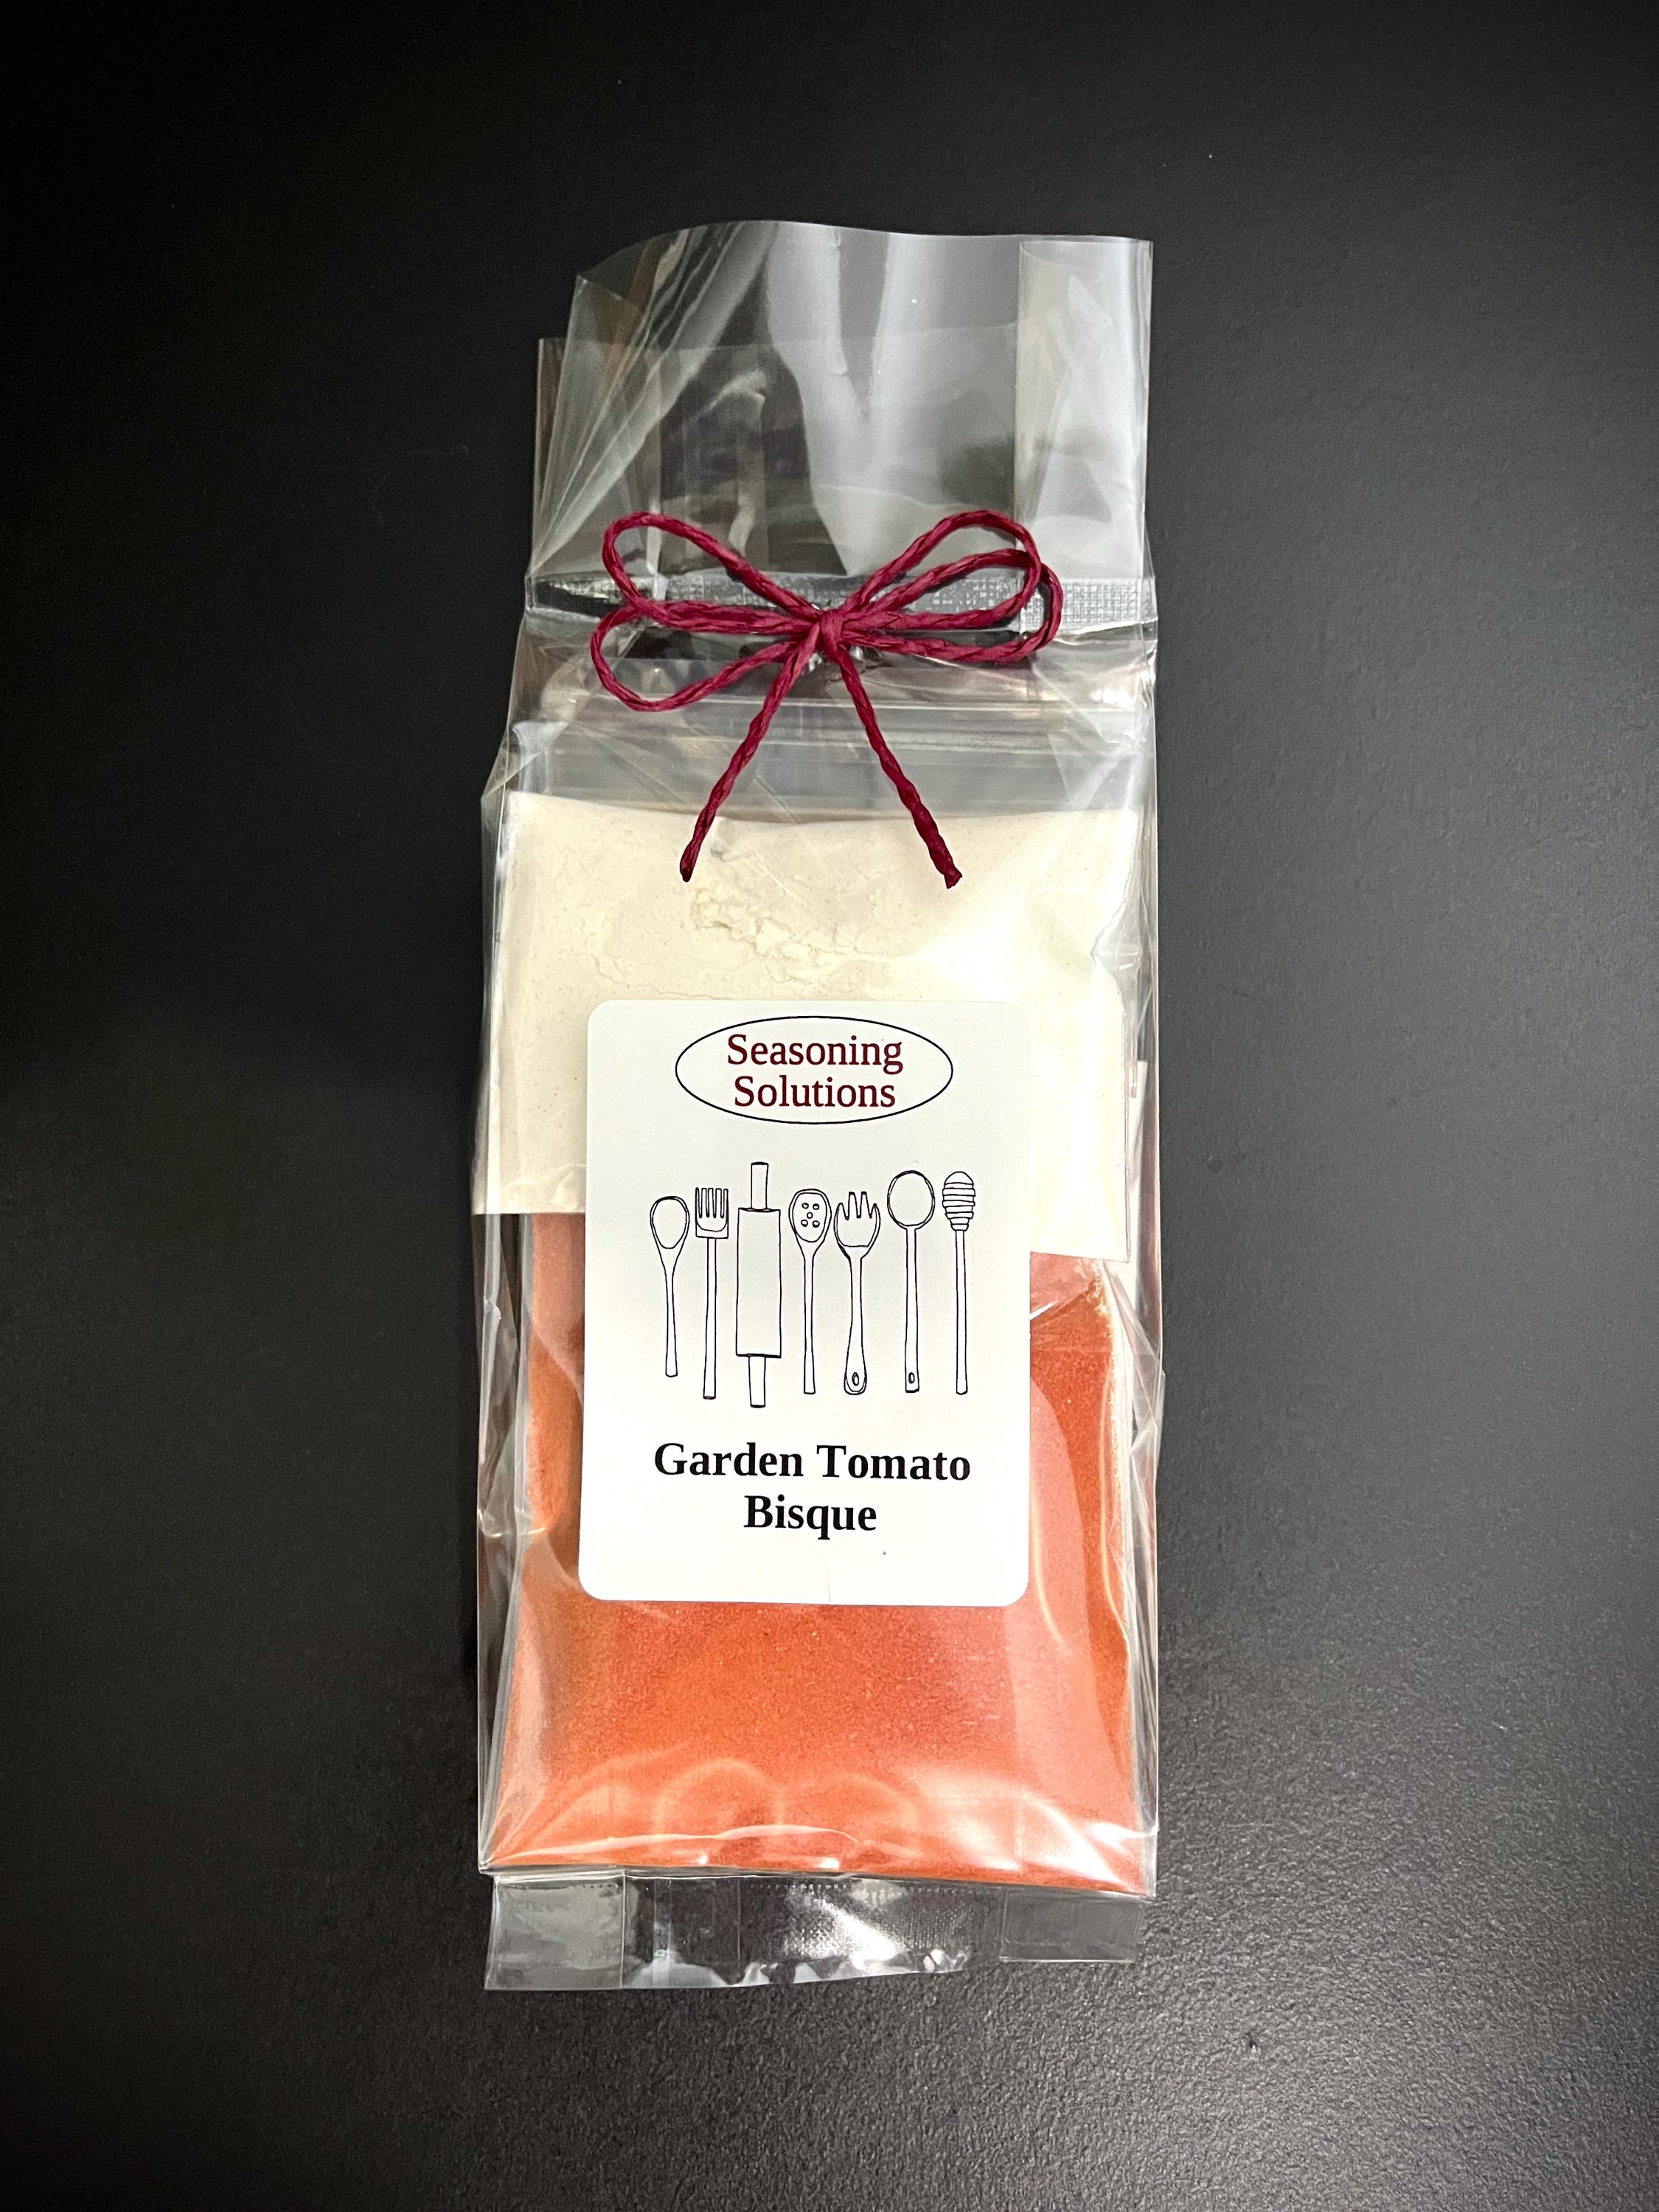 Seasoning
Solutions
Garden Tomato
Bisque